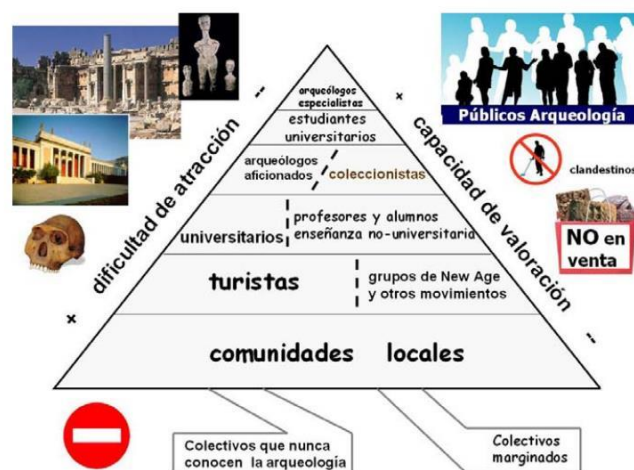 Públicos Arqueología
arqueólogos
especialistas
estudiantes
universitarios
arqueólogos
aficionados
coleccionistas
universitarios
profesores y alumnos
enseñanza no-universitaria
turistas
grupos de New Age
y otros movimientos
comunidades locales
-- dificultad de atracción +
+ capacidad de valoración --
clandestinos
NO en
venta
Colectivos que nunca
conocen la arqueología
Colectivos
marginados